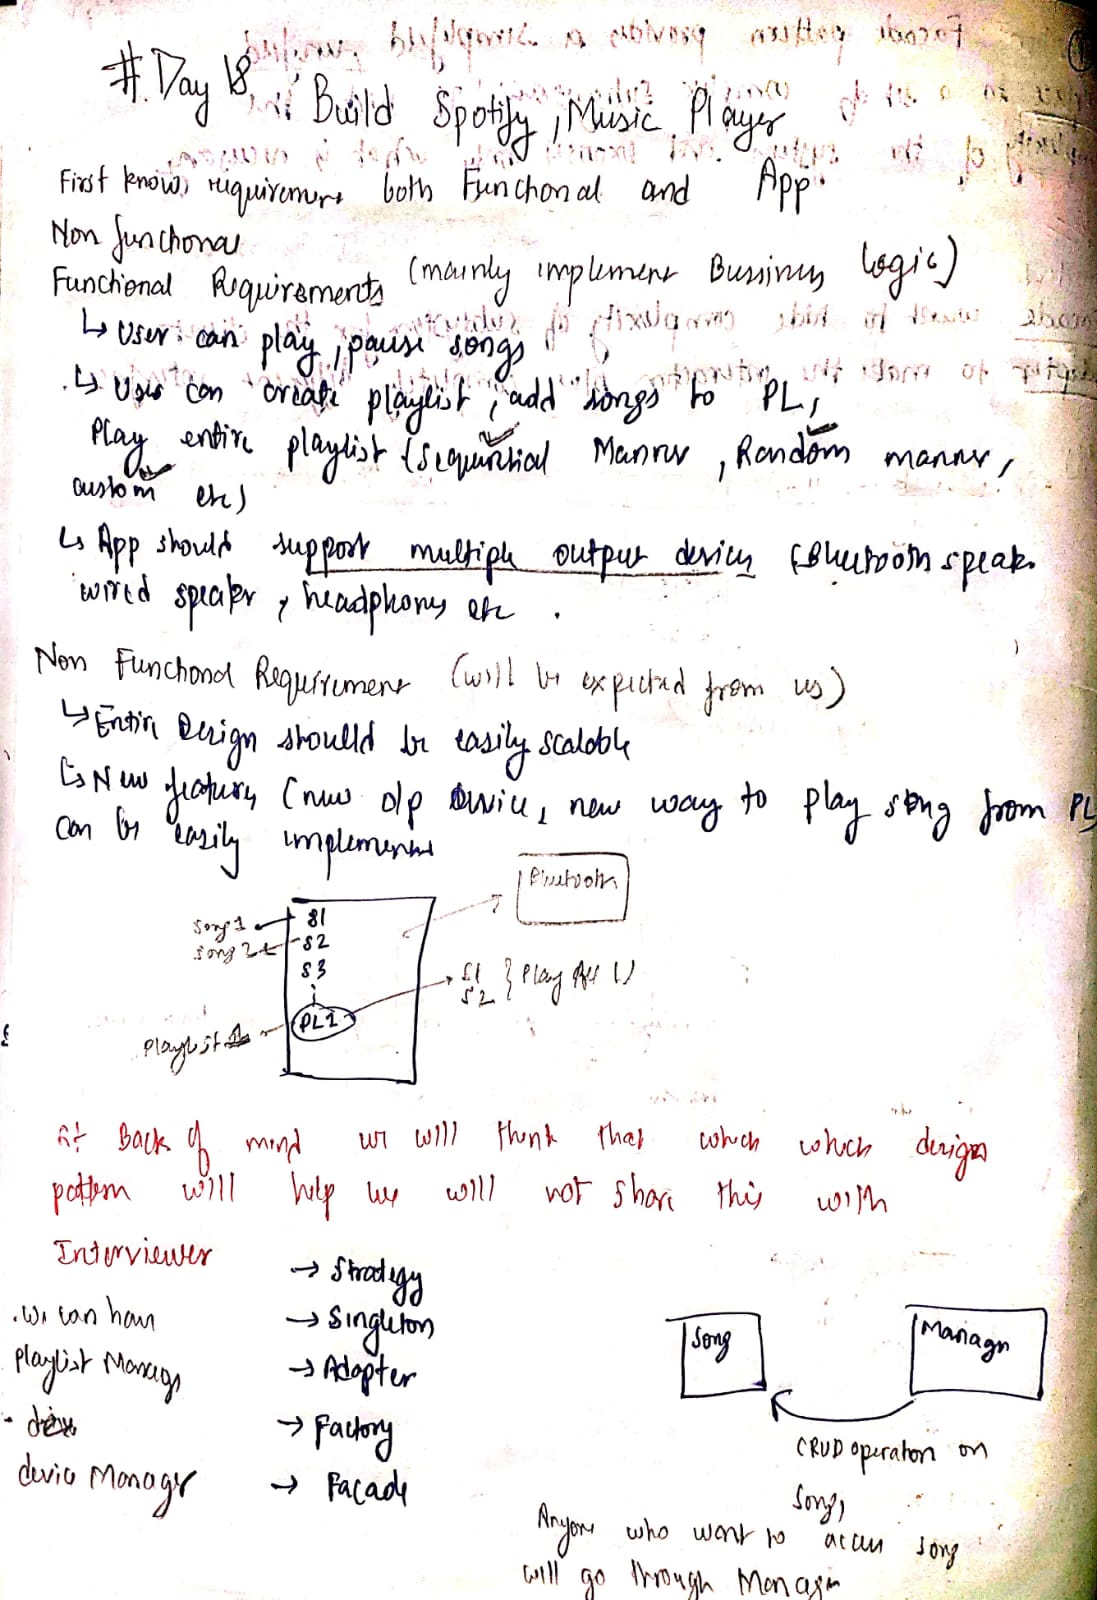 # Day 18 Build Spotify, Music Player
App.
First know requirements both Functional and
Non functional
Functional Requirements (mainly implement Bussiness logic)
↳ User can play, pause songs
↳ User can create playlist, add songs to PL,
Play entire playlist (Sequential Manner, Random manner,
custom etc)
↳ App should support multiple output devices (Bluetooth speak.
wired speaker, headphones etc.
Non Functional Requirement (will be expected from us)
↳ Entire Design should be easily scalable
↳ New features (new o/p device, new way to play song from PL
can be easily implement
Bluetooth
Song 1 S1
Song 2 S2
S3
S1
S2 } Play All ()
Playlist PL1
At Back of mind we will think that which which design
pattern will help we will not share this with
Interviewer
→ Strategy
→ Singleton
→ Adapter
→ Factory
→ Facade
. We can have
Playlist Manager
device Manager
Song
Manager
CRUD operation on
Songs
Anyone who want to access song
will go through Manager